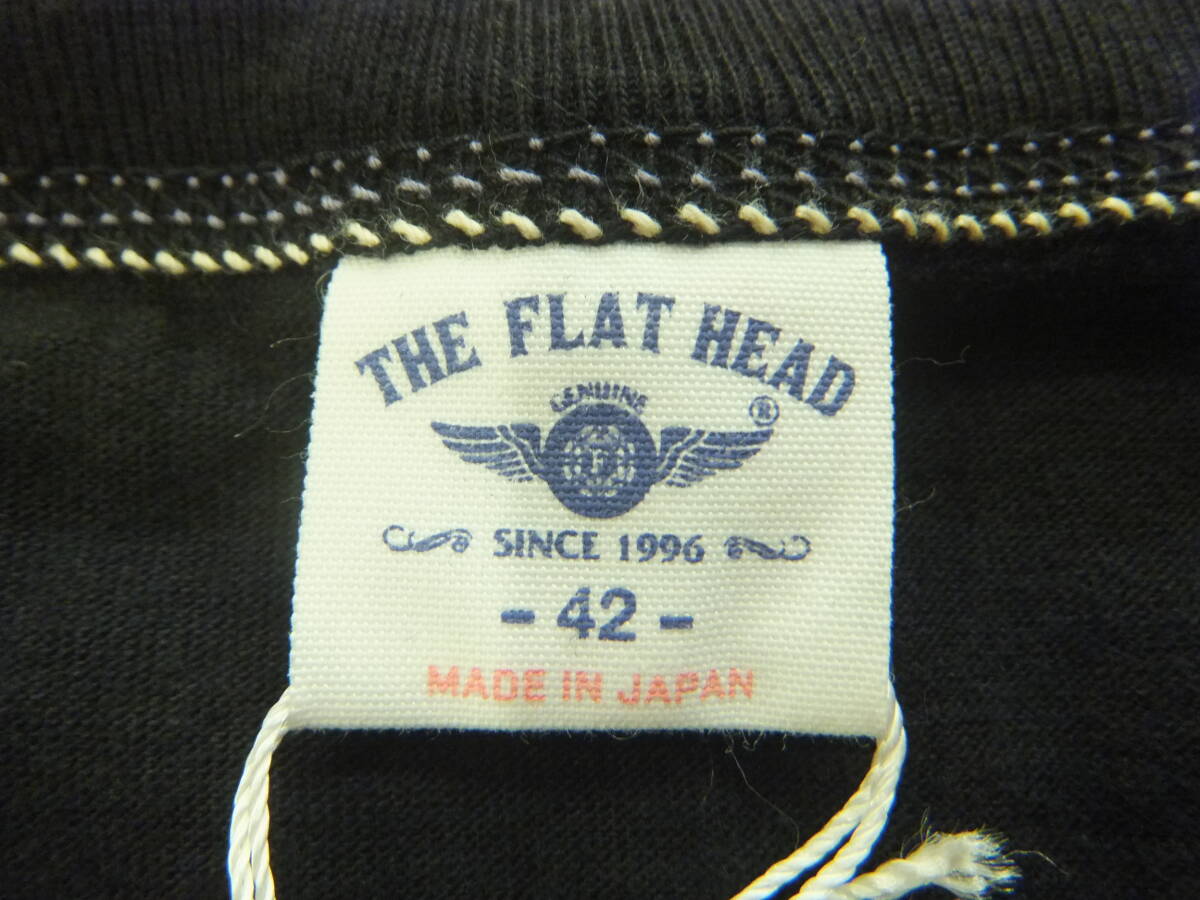 THE FLAT HEAD
GENUINE
®
F
SINCE 1996
- 42 -
MADE IN JAPAN